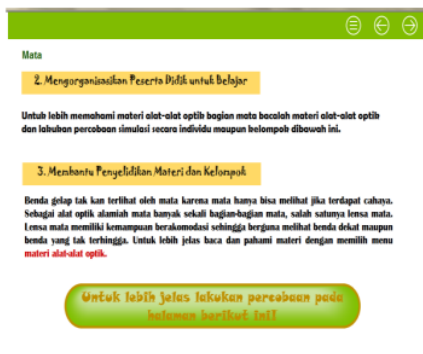 Mata
2. Mengorganisasikan Peserta Didik untuk Belajar
Untuk lebih memahami materi alat-alat optik bagian mata bacalah materi alat-alat optik
dan lakukan percobaan simulasi secara individu maupun kelompok dibawah ini.
3. Membantu Penyelidikan Materi dan Kelompok
Benda gelap tak kan terlihat oleh mata karena mata hanya bisa melihat jika terdapat cahaya.
Sebagai alat optik alamiah mata banyak sekali bagian-bagian mata, salah satunya lensa mata.
Lensa mata memiliki kemampuan berakomodasi sehingga berguna melihat benda dekat maupun
benda yang tak terhingga. Untuk lebih jelas baca dan pahami materi dengan memilih menu
materi alat-alat optik.
Untuk lebih jelas lakukan percobaan pada
halaman berikut ini!